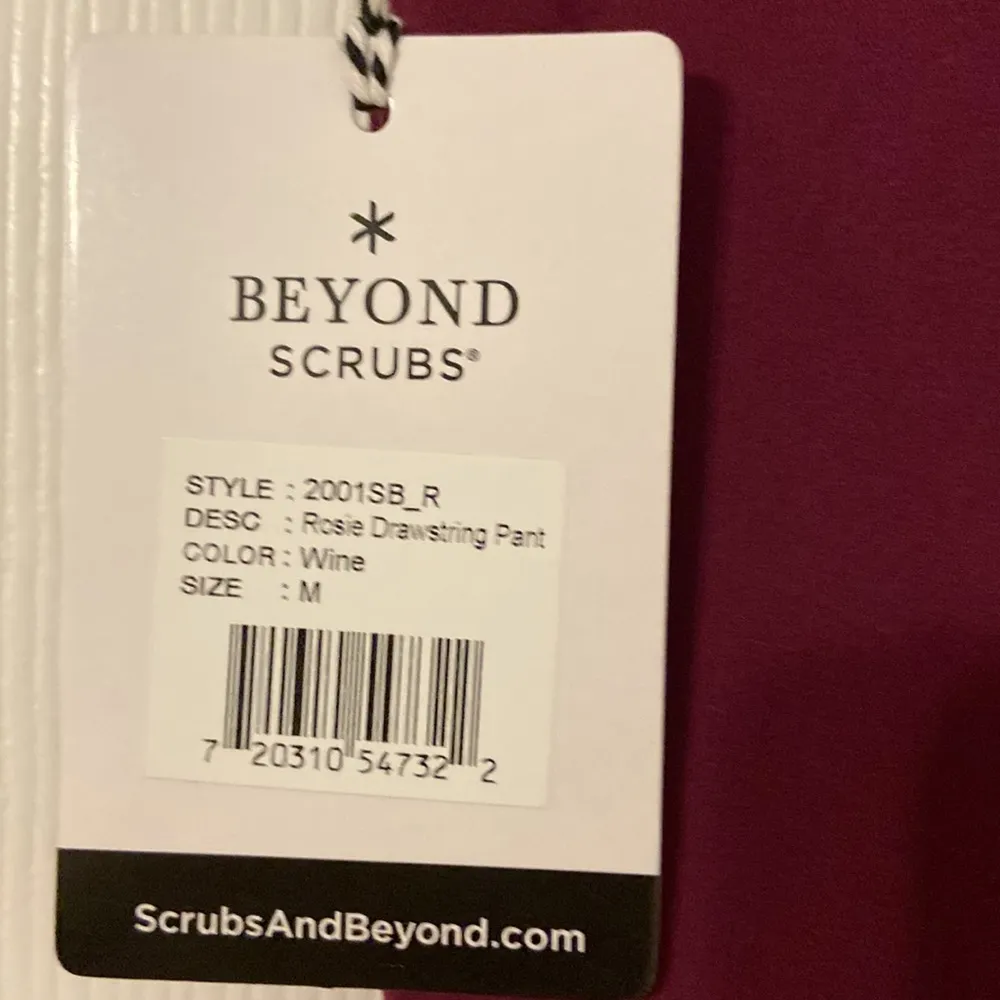 BEYOND
SCRUBS®
STYLE : 2001SB_R
DESC : Rosie Drawstring Pant
COLOR : Wine
SIZE : M
7 20310 54732 2
ScrubsAndBeyond.com